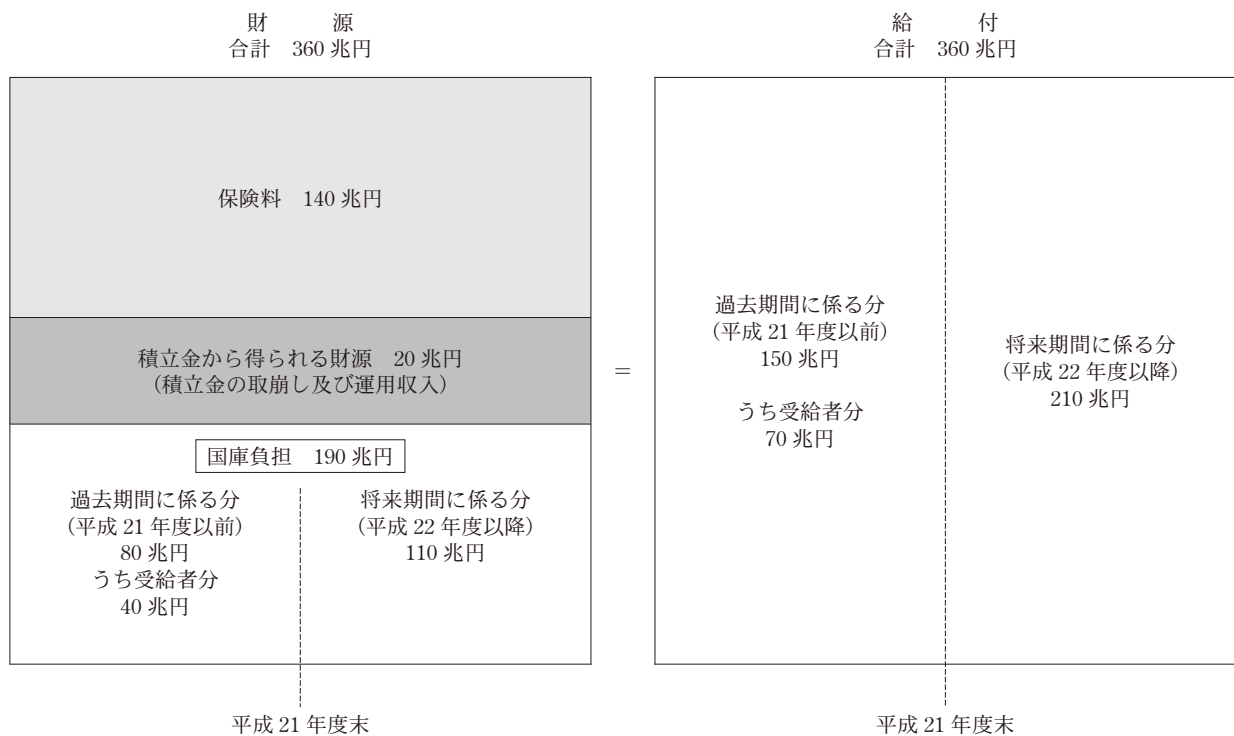 財　　源
合計　360 兆円
保険料　140 兆円
積立金から得られる財源　20 兆円
（積立金の取崩し及び運用収入）
国庫負担　190 兆円
過去期間に係る分
（平成 21 年度以前）
80 兆円
うち受給者分
40 兆円
将来期間に係る分
（平成 22 年度以降）
110 兆円
平成 21 年度末
＝
給　　付
合計　360 兆円
過去期間に係る分
（平成 21 年度以前）
150 兆円
うち受給者分
70 兆円
将来期間に係る分
（平成 22 年度以降）
210 兆円
平成 21 年度末